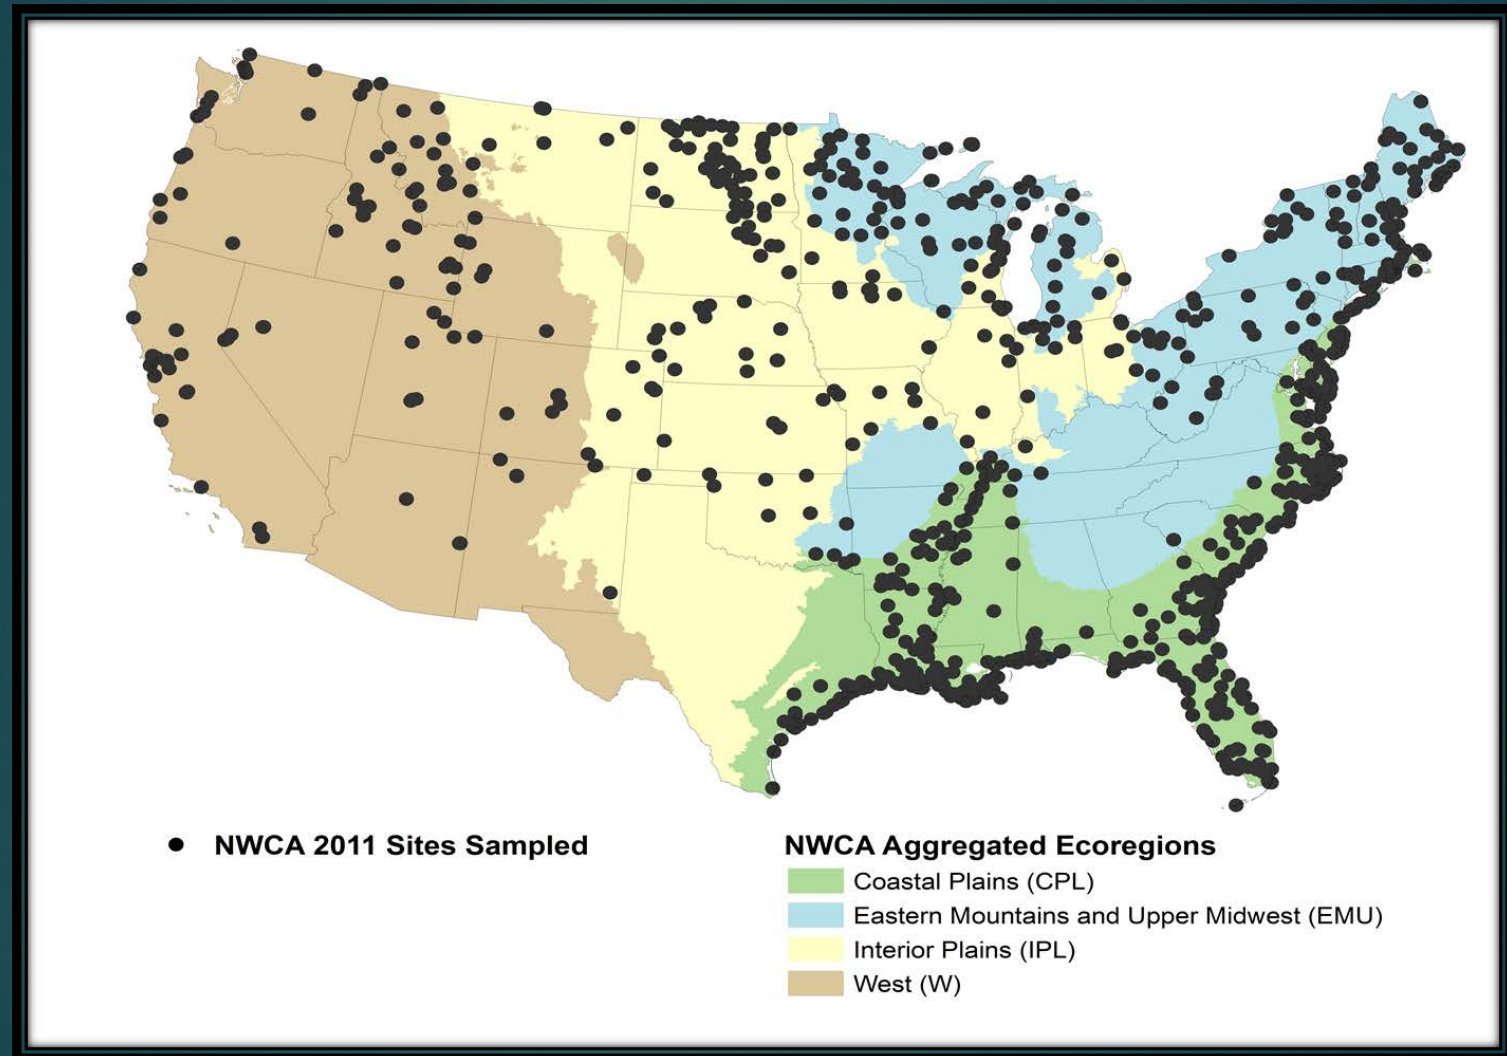 NWCA 2011 Sites Sampled
NWCA Aggregated Ecoregions
Coastal Plains (CPL)
Eastern Mountains and Upper Midwest (EMU)
Interior Plains (IPL)
West (W)